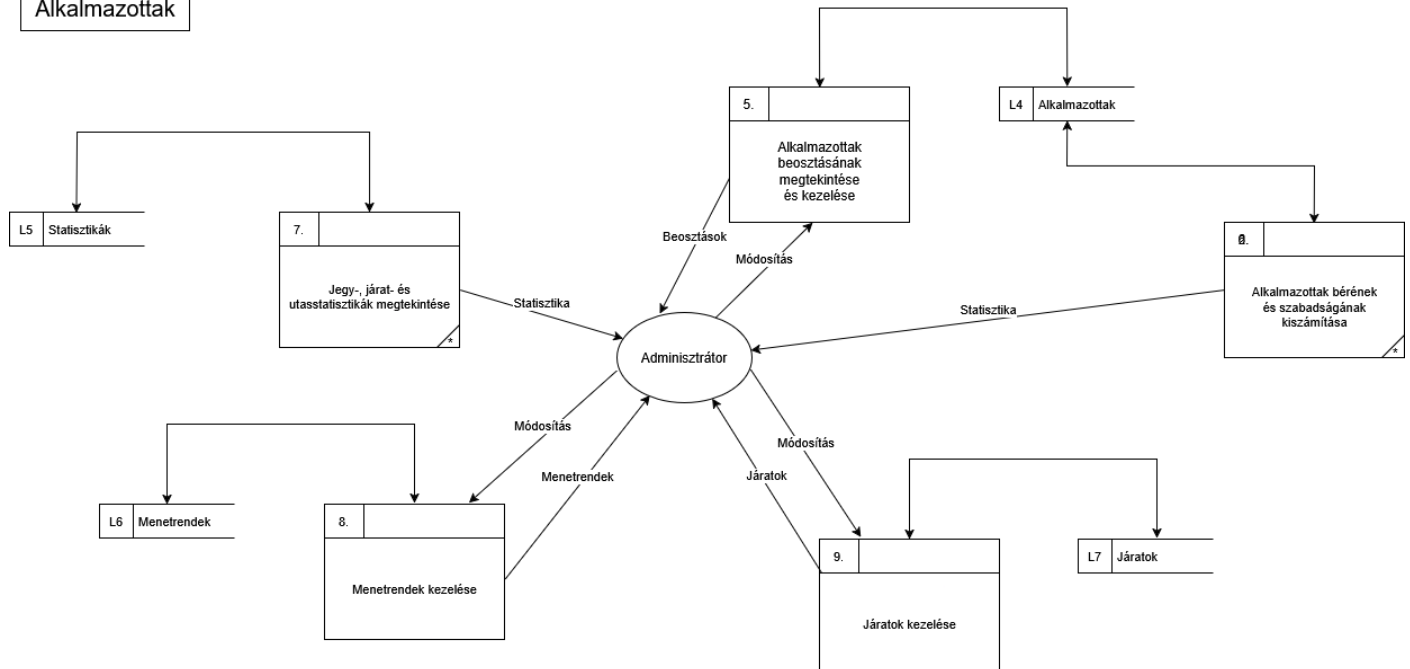 Alkalmazottak
5.
Alkalmazottak
beosztásának
megtekintése
és kezelése
L4
Alkalmazottak
L5
Statisztikák
7.
Jegy-, járat- és
utasstatisztikák megtekintése
*
Beosztások
Módosítás
Statisztika
Statisztika
Alkalmazottak bérének
és szabadságának
kiszámítása
*
Adminisztrátor
Módosítás
Menetrendek
Módosítás
Járatok
L6
Menetrendek
8.
Menetrendek kezelése
9.
Járatok kezelése
L7
Járatok